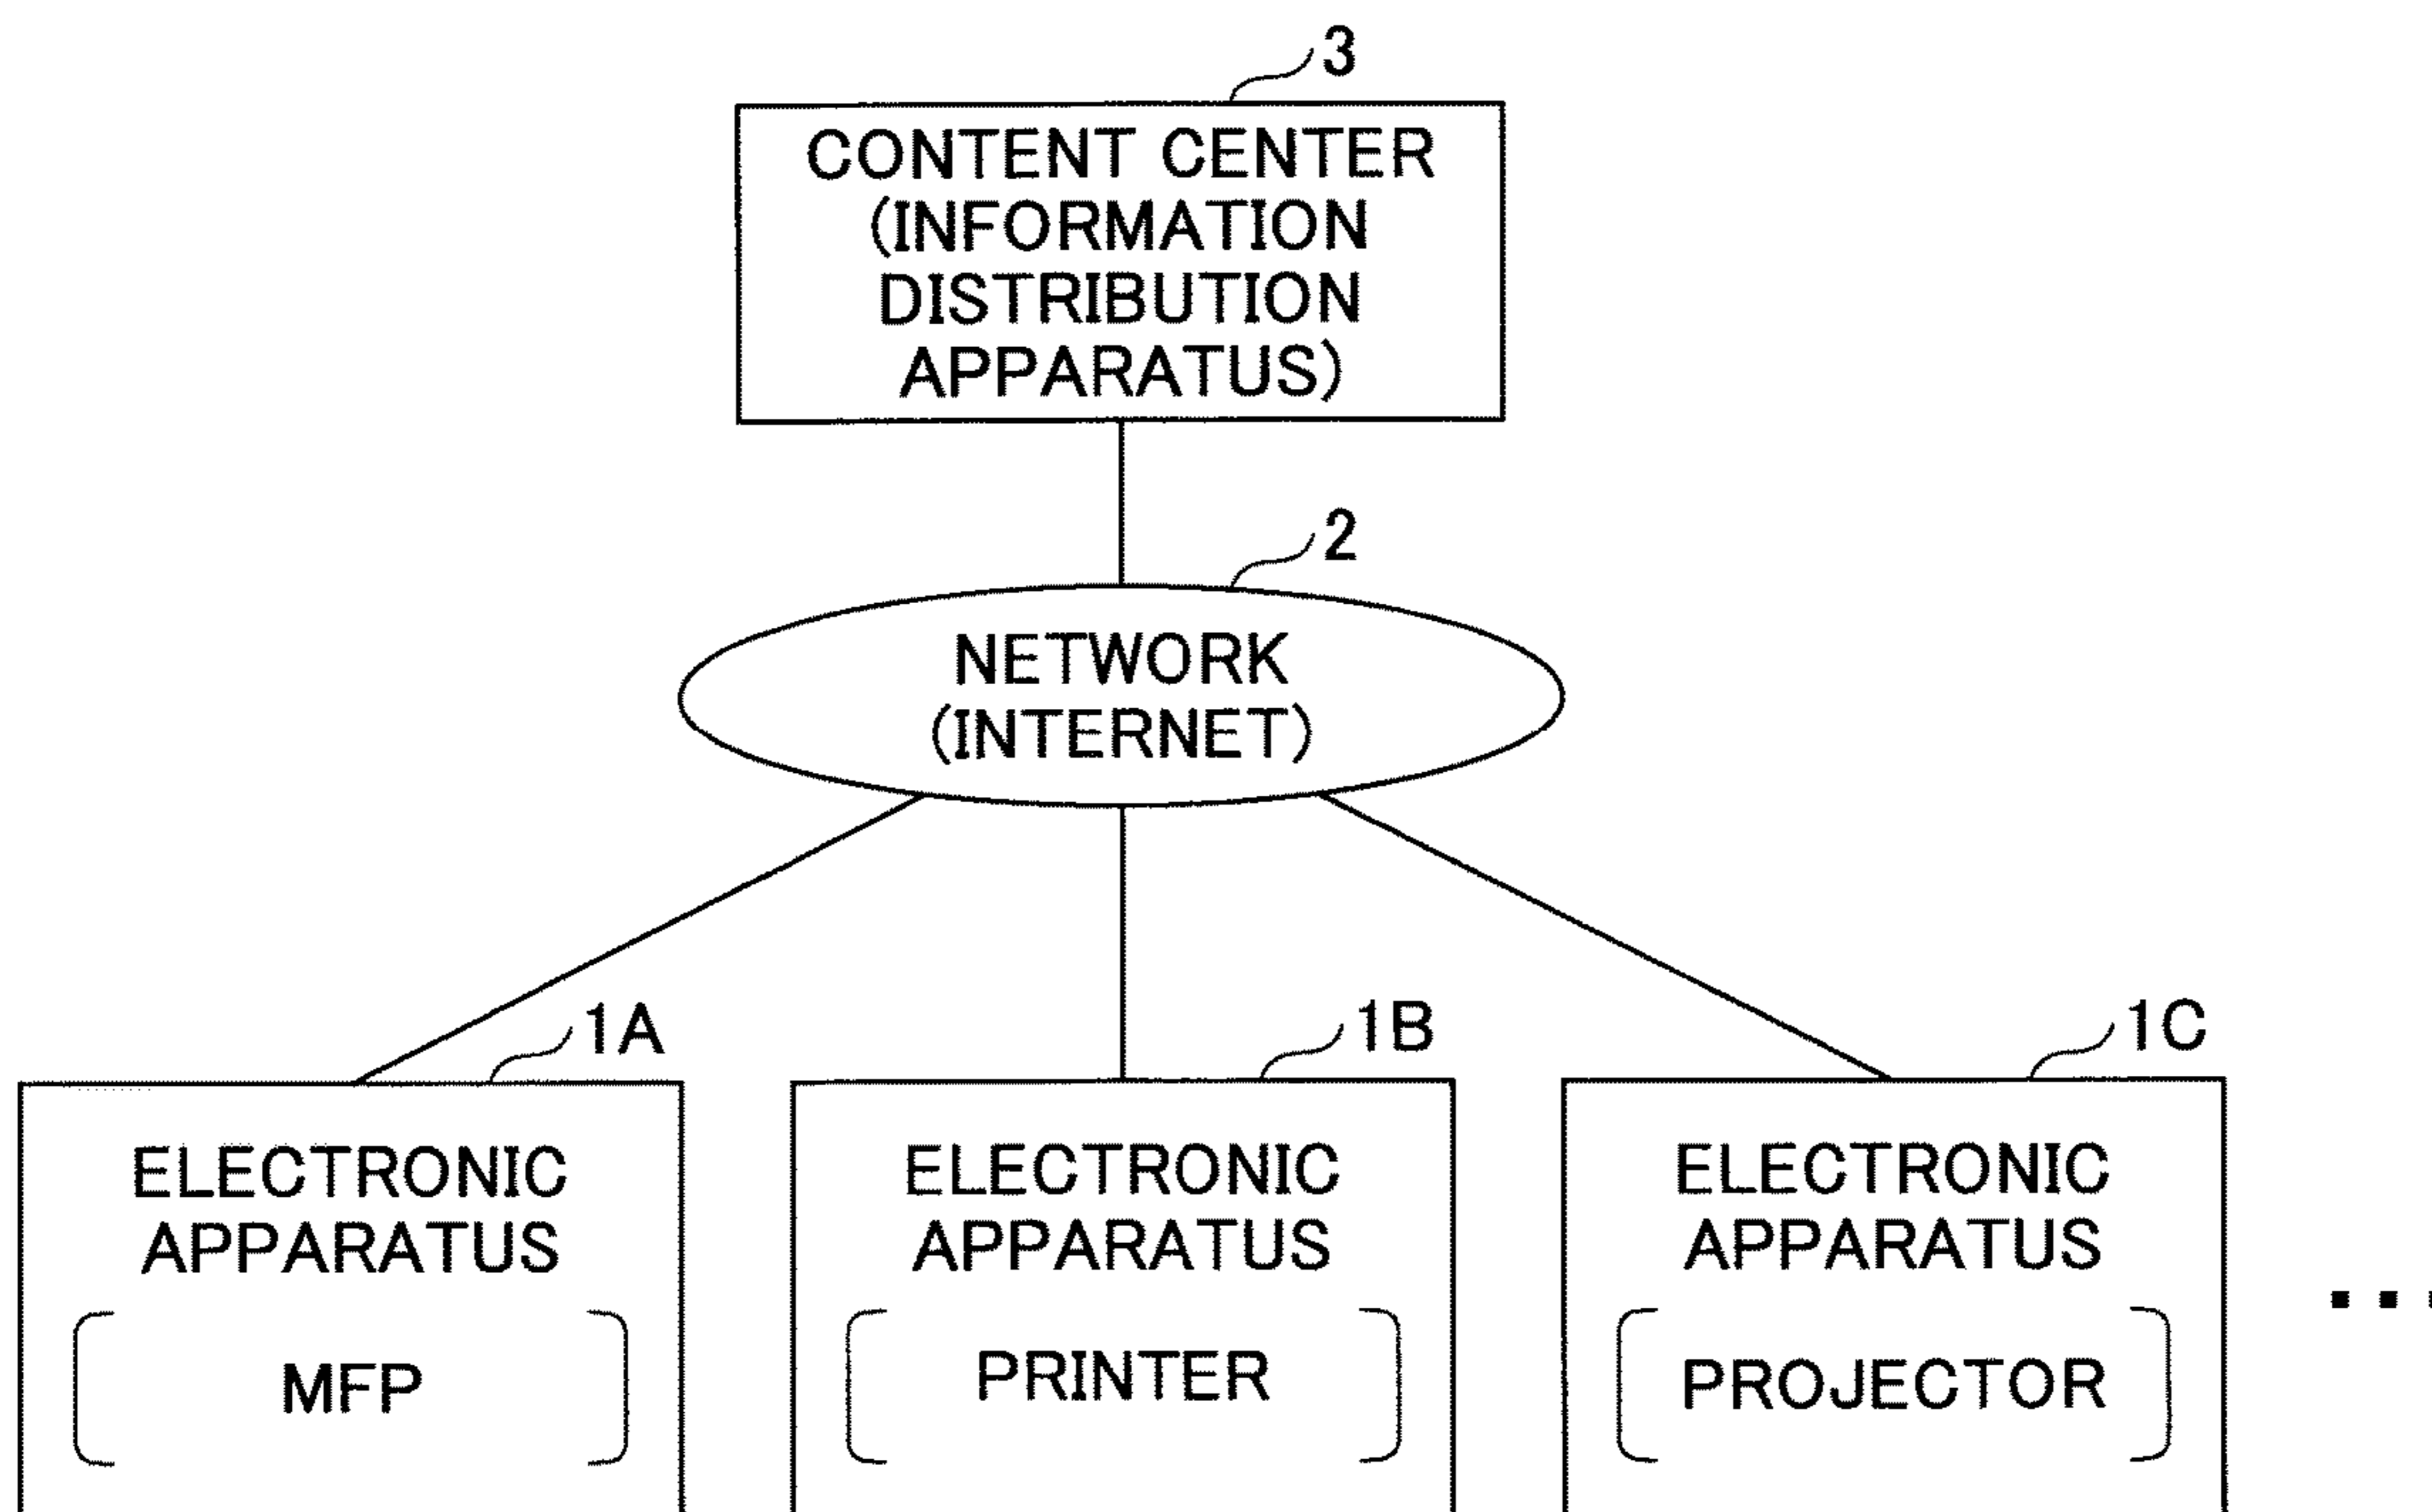 3
CONTENT CENTER
(INFORMATION
DISTRIBUTION
APPARATUS)
2
NETWORK
(INTERNET)
1A
1B
1C
ELECTRONIC
APPARATUS
MFP
ELECTRONIC
APPARATUS
PRINTER
ELECTRONIC
APPARATUS
PROJECTOR
...